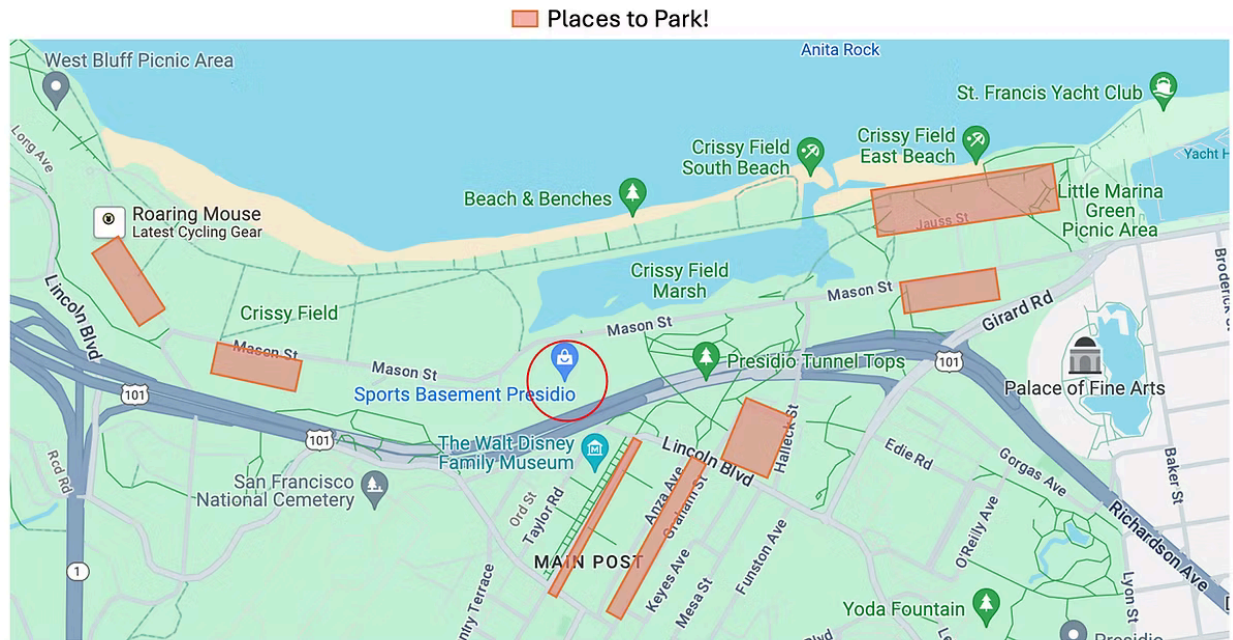 Places to Park!
Anita Rock
West Bluff Picnic Area
St. Francis Yacht Club
Long Ave
Crissy Field
South Beach
Crissy Field
East Beach
Yacht H
Beach & Benches
Little Marina
Green
Picnic Area
Jauss St
Roaring Mouse
Latest Cycling Gear
Crissy Field
Marsh
Mason St
Lincoln Blvd
Crissy Field
Mason St
Girard Rd
Mason St
Mason St
Presidio Tunnel Tops
101
Palace of Fine Arts
Sports Basement Presidio
101
101
The Walt Disney
Family Museum
Lincoln Blvd
Halleck St
Edie Rd
Gorgas Ave
Baker St
Rcd Rd
San Francisco
National Cemetery
Ord St
Taylor Rd
Anza Ave
Graham St
Richardson Ave
O'Reilly Ave
MAIN POST
Keyes Ave
Mesa St
Funston Ave
1
Lyon St
Yoda Fountain
Presidio